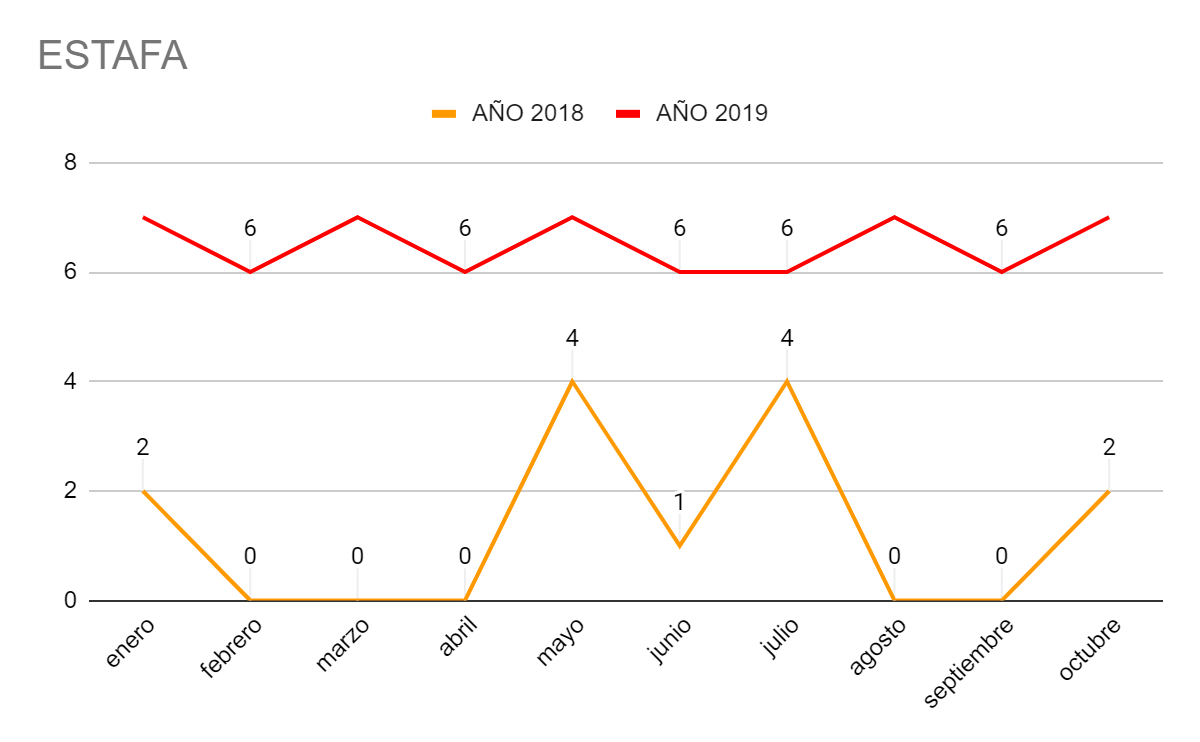 ESTAFA
AÑO 2018 AÑO 2019
8
6 6 6 6 6
6
4 4
4
2 2
2
1
0 0 0 0 0
0
enero febrero marzo abril mayo junio julio agosto septiembre octubre